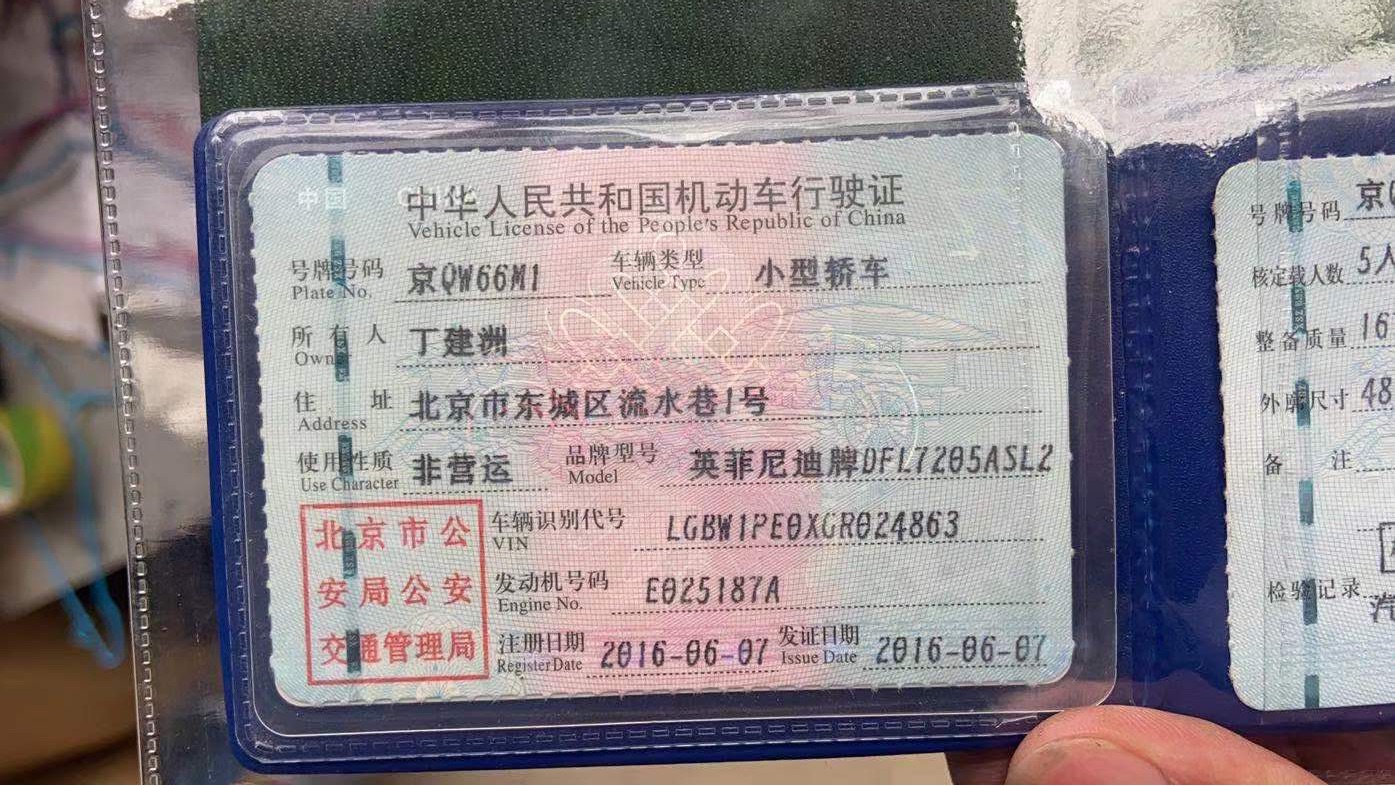 中国
中华人民共和国机动车行驶证
Vehicle License of the People's Republic of China
号牌号码 京QW66M1 车辆类型 小型轿车
Plate No. Vehicle Type
所有人 丁建洲
Owner
住址 北京市东城区流水巷1号
Address
使用性质 非营运 品牌型号 英菲尼迪牌DFL7205ASL2
Use Character Model
北京市公
安局公安
交通管理局
车辆识别代号 LGBW1PE0XGR024863
VIN
发动机号码 E025187A
Engine No.
注册日期 2016-06-07 发证日期 2016-06-07
Register Date Issue Date
号牌号码 京
核定载人数 5人
整备质量 16
外廓尺寸 48
备注
检验记录